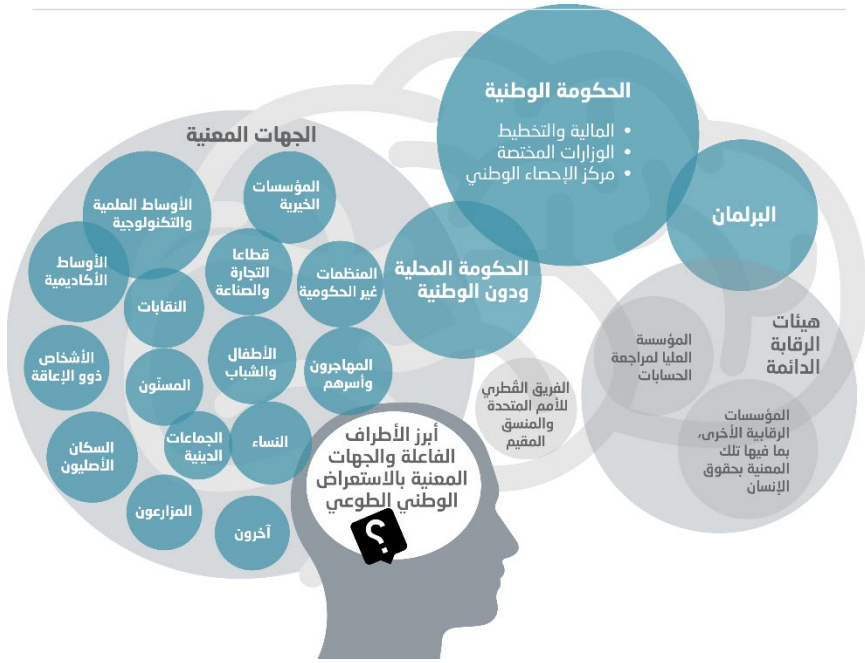 الحكومة الوطنية
• المالية والتخطيط
• الوزارات المختصة
• مركز الإحصاء الوطني
البرلمان
الحكومة المحلية
ودون الوطنية
هيئات
الرقابة
الدائمة
المؤسسة
العليا لمراجعة
الحسابات
المؤسسات
الرقابية الأخرى،
بما فيها تلك
المعنية بحقوق
الإنسان
الفريق القُطري
للأمم المتحدة
والمنسق
المقيم
الجهات المعنية
المؤسسات
الخيرية
الأوساط العلمية
والتكنولوجية
المنظمات
غير الحكومية
قطاعا
التجارة
والصناعة
الأوساط
الأكاديمية
النقابات
المهاجرون
وأسرهم
الأطفال
والشباب
الأشخاص
ذوو الإعاقة
المسنّون
النساء
الجماعات
الدينية
السكان
الأصليون
المزارعون
آخرون
أبرز الأطراف
الفاعلة والجهات
المعنية بالاستعراض
الوطني الطوعي
؟